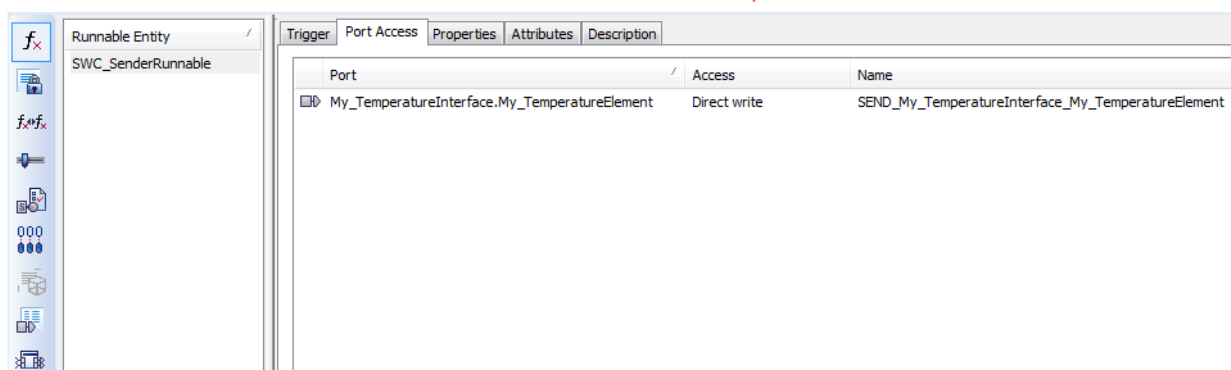 Runnable Entity
SWC_SenderRunnable
Trigger Port Access Properties Attributes Description
Port Access Name
My_TemperatureInterface.My_TemperatureElement Direct write SEND_My_TemperatureInterface_My_TemperatureElement